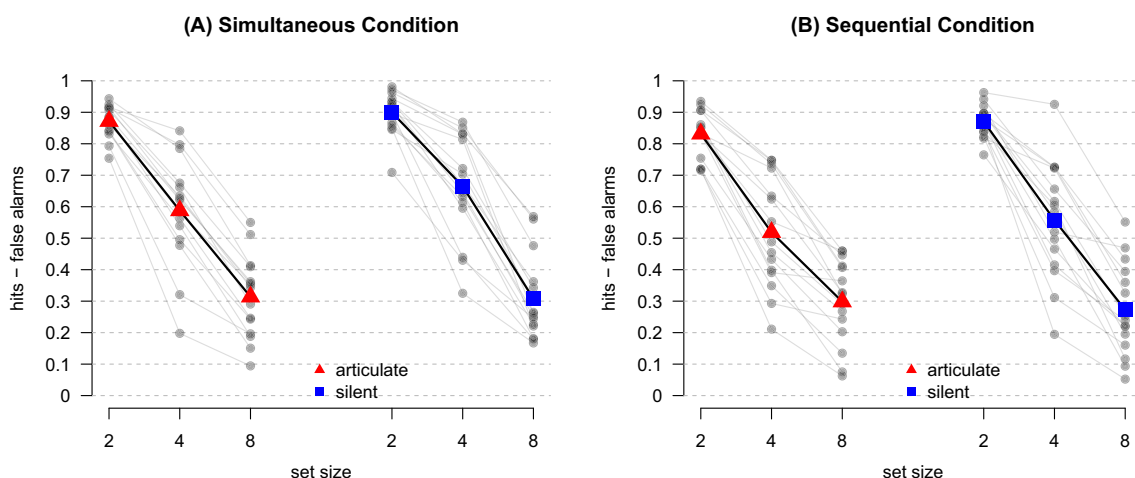 (A) Simultaneous Condition
hits − false alarms
1
0.9
0.8
0.7
0.6
0.5
0.4
0.3
0.2
0.1
0
articulate
silent
2 4 8 2 4 8
set size
(B) Sequential Condition
hits − false alarms
1
0.9
0.8
0.7
0.6
0.5
0.4
0.3
0.2
0.1
0
articulate
silent
2 4 8 2 4 8
set size